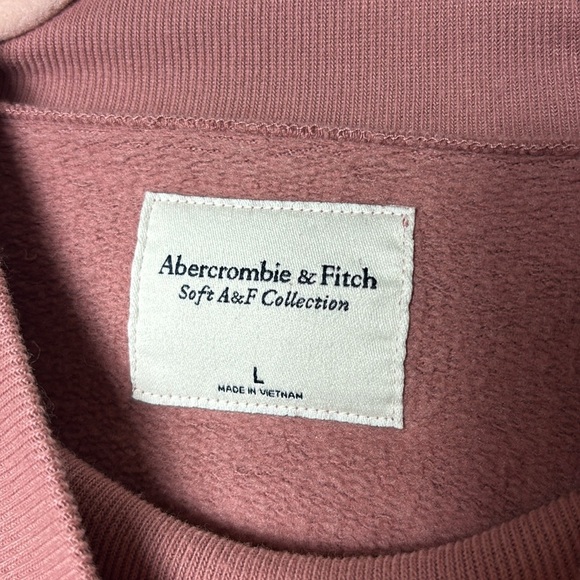 Abercrombie & Fitch
Soft A&F Collection
L
MADE IN VIETNAM